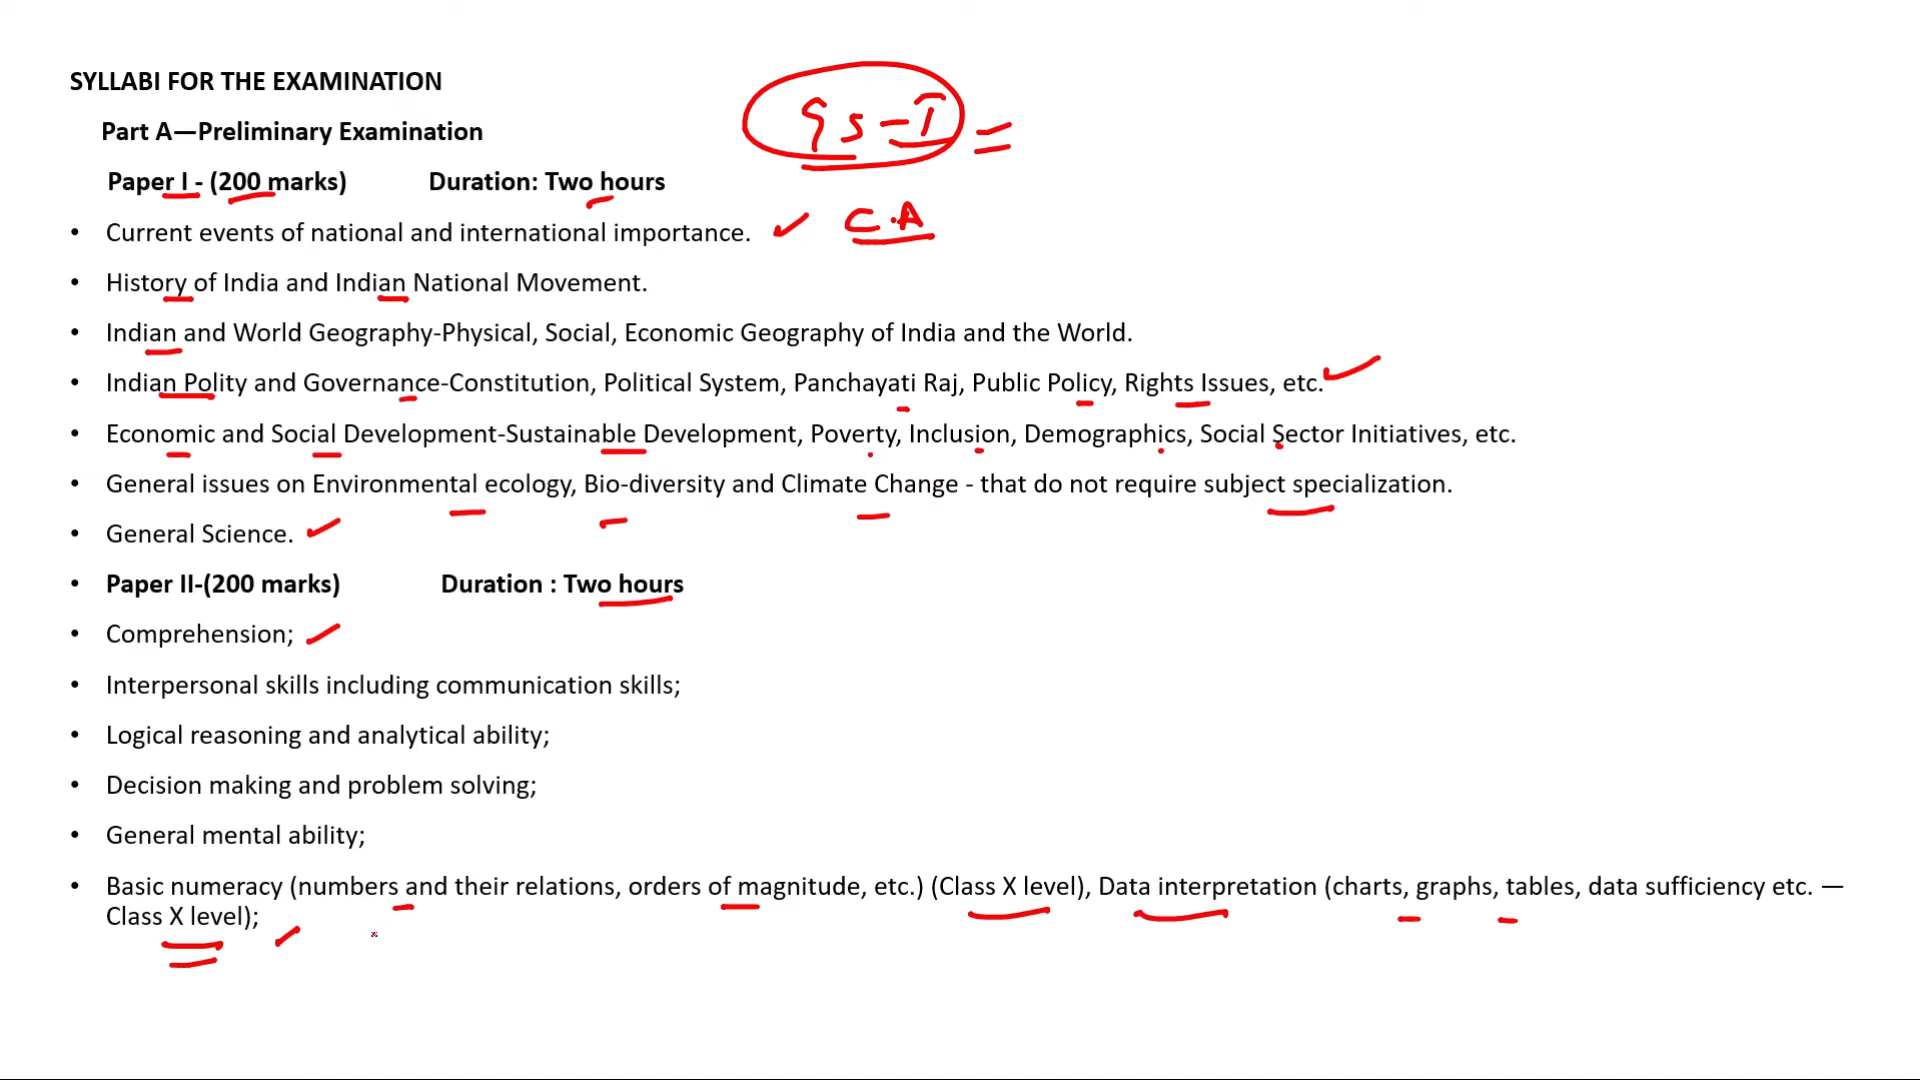 SYLLABI FOR THE EXAMINATION
Part A—Preliminary Examination
GS-I =
Paper I - (200 marks) Duration: Two hours
• Current events of national and international importance. ✓ C.A
• History of India and Indian National Movement.
• Indian and World Geography-Physical, Social, Economic Geography of India and the World.
• Indian Polity and Governance-Constitution, Political System, Panchayati Raj, Public Policy, Rights Issues, etc.
• Economic and Social Development-Sustainable Development, Poverty, Inclusion, Demographics, Social Sector Initiatives, etc.
• General issues on Environmental ecology, Bio-diversity and Climate Change - that do not require subject specialization.
• General Science.
• Paper II-(200 marks) Duration : Two hours
• Comprehension;
• Interpersonal skills including communication skills;
• Logical reasoning and analytical ability;
• Decision making and problem solving;
• General mental ability;
• Basic numeracy (numbers and their relations, orders of magnitude, etc.) (Class X level), Data interpretation (charts, graphs, tables, data sufficiency etc. —
Class X level);